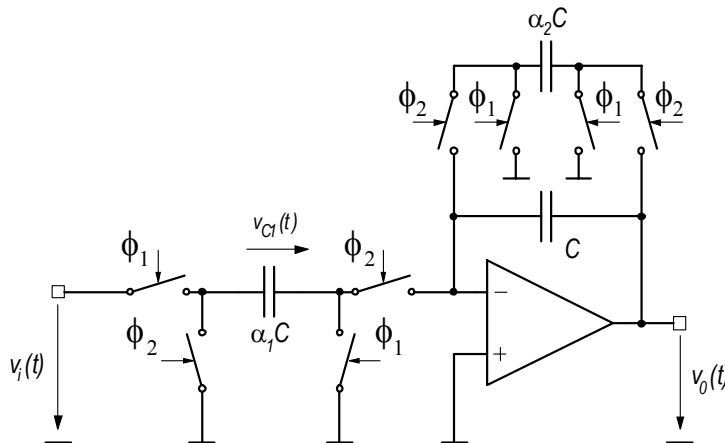 α₂C
ϕ₂ ϕ₁ ϕ₁ ϕ₂
v_C1(t)
ϕ₁ ϕ₂ C
ϕ₂ α₁C ϕ₁
−
+
v_i(t) v_0(t)